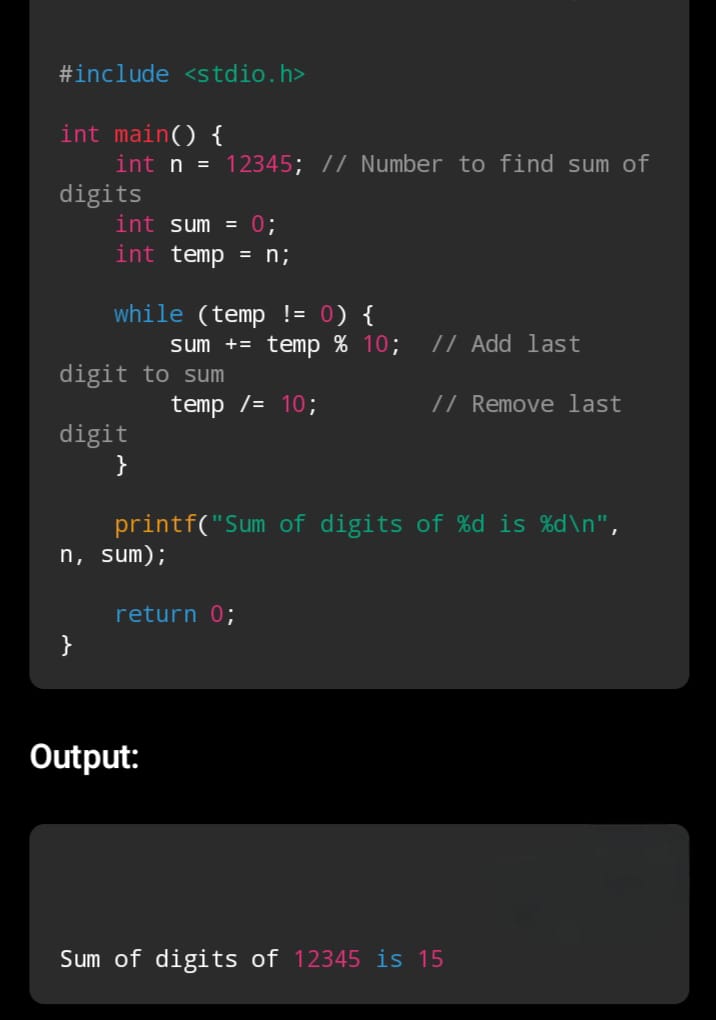 #include <stdio.h>
int main() {
    int n = 12345; // Number to find sum of
digits
    int sum = 0;
    int temp = n;
    while (temp != 0) {
        sum += temp % 10;  // Add last
digit to sum
        temp /= 10;        // Remove last
digit
    }
    printf("Sum of digits of %d is %d\n",
n, sum);
    return 0;
}
Output:
Sum of digits of 12345 is 15